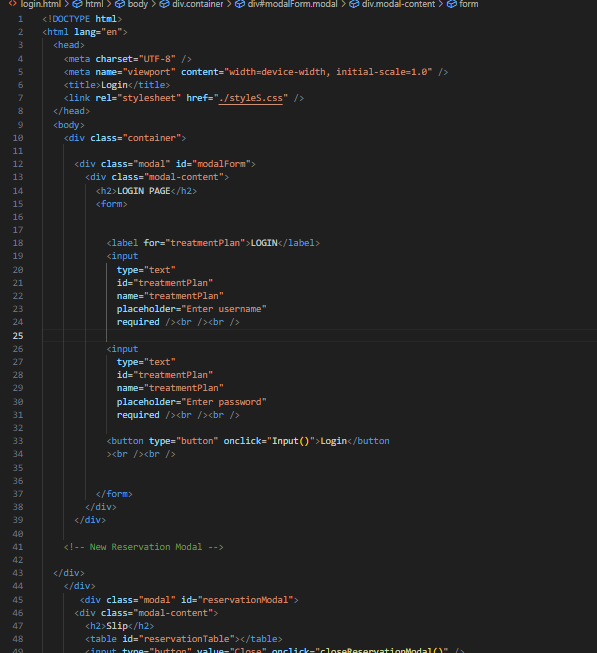 login.html > html > body > div.container > div#modalForm.modal > div.modal-content > form
1 <!DOCTYPE html>
2 <html lang="en">
3 <head>
4 <meta charset="UTF-8" />
5 <meta name="viewport" content="width=device-width, initial-scale=1.0" />
6 <title>Login</title>
7 <link rel="stylesheet" href="./styleS.css" />
8 </head>
9 <body>
10 <div class="container">
11
12 <div class="modal" id="modalForm">
13 <div class="modal-content">
14 <h2>LOGIN PAGE</h2>
15 <form>
16
17
18 <label for="treatmentPlan">LOGIN</label>
19 <input
20 type="text"
21 id="treatmentPlan"
22 name="treatmentPlan"
23 placeholder="Enter username"
24 required /><br /><br />
25
26 <input
27 type="text"
28 id="treatmentPlan"
29 name="treatmentPlan"
30 placeholder="Enter password"
31 required /><br /><br />
32
33 <button type="button" onclick="Input()">Login</button
34 ><br /><br />
35
36
37 </form>
38 </div>
39 </div>
40
41 <!-- New Reservation Modal -->
42
43 </div>
44 </div>
45 <div class="modal" id="reservationModal">
46 <div class="modal-content">
47 <h2>Slip</h2>
48 <table id="reservationTable"></table>
49 <input type="button" value="Close" onclick="closeReservationModal()" />